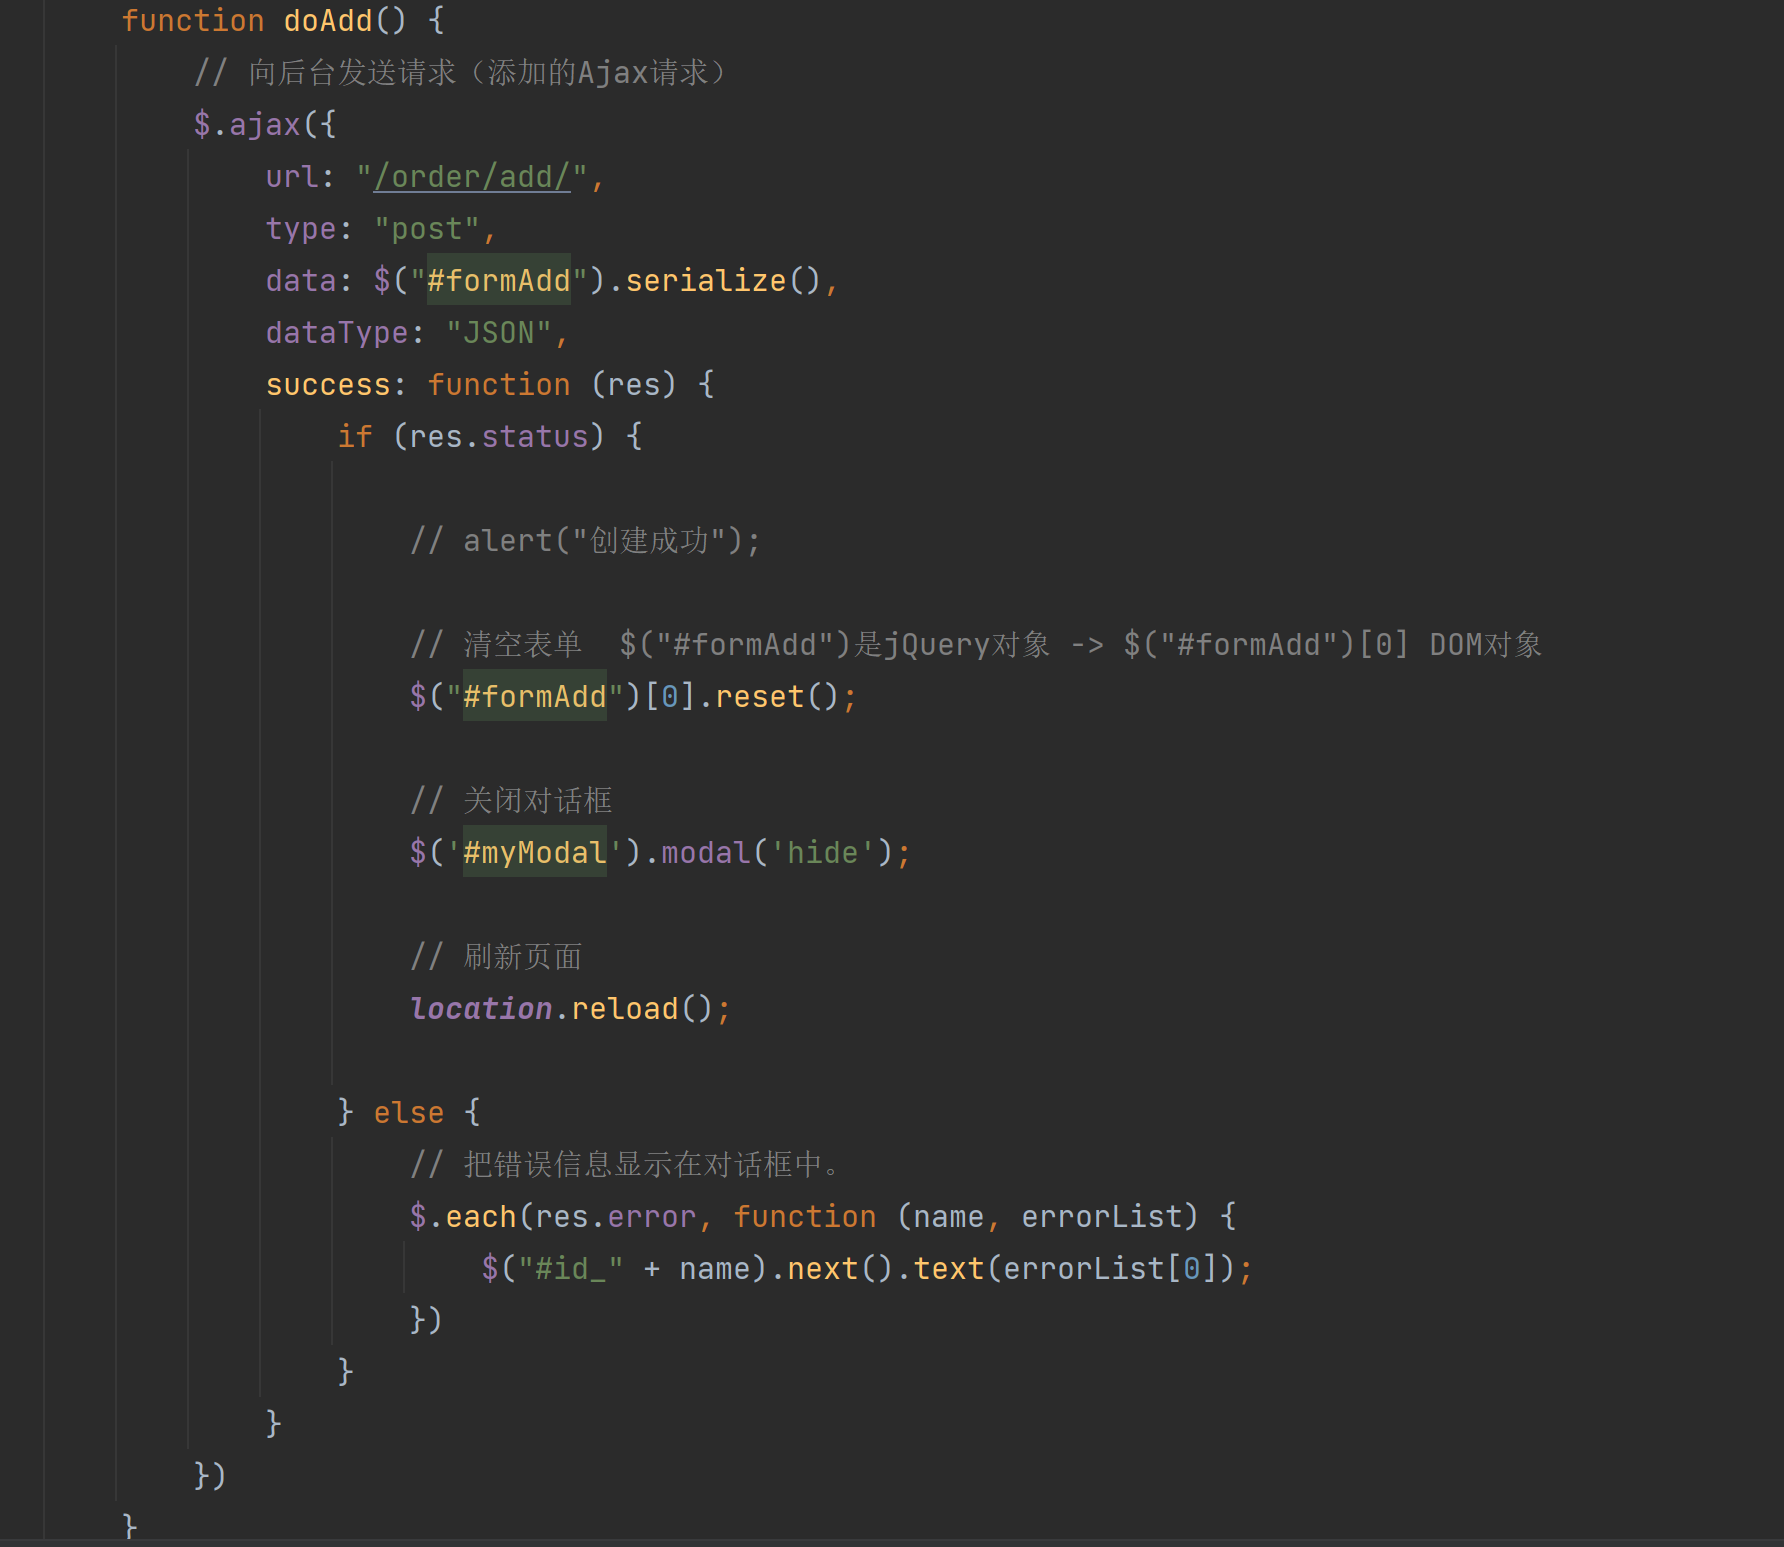 function doAdd() {
// 向后台发送请求（添加的Ajax请求）
$.ajax({
url: "/order/add/",
type: "post",
data: $("#formAdd").serialize(),
dataType: "JSON",
success: function (res) {
if (res.status) {
// alert("创建成功");
// 清空表单  $("#formAdd")是jQuery对象 -> $("#formAdd")[0] DOM对象
$("#formAdd")[0].reset();
// 关闭对话框
$('#myModal').modal('hide');
// 刷新页面
location.reload();
} else {
// 把错误信息显示在对话框中。
$.each(res.error, function (name, errorList) {
$("#id_" + name).next().text(errorList[0]);
})
}
}
})
}